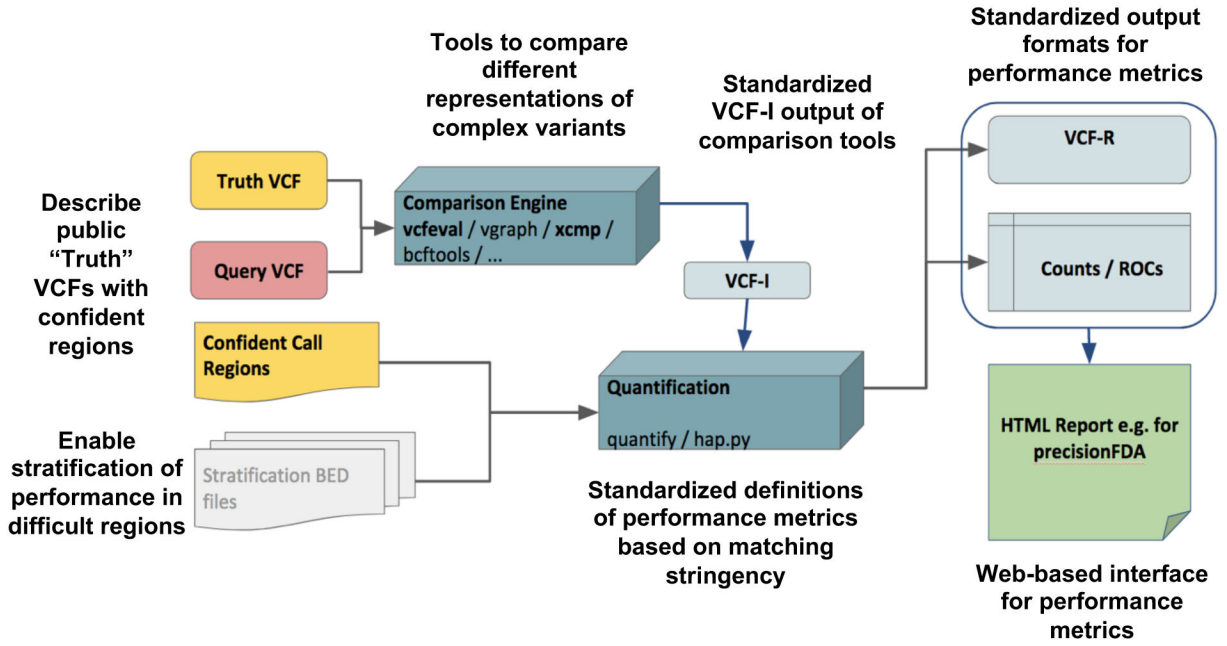 Tools to compare
different
representations of
complex variants
Standardized
VCF-I output of
comparison tools
Standardized output
formats for
performance metrics
Describe
public
“Truth”
VCFs with
confident
regions
Truth VCF
Query VCF
Confident Call
Regions
Enable
stratification of
performance in
difficult regions
Stratification BED
files
Comparison Engine
vcfeval / vgraph / xcmp /
bcftools / ...
VCF-I
Quantification
quantify / hap.py
Standardized definitions
of performance metrics
based on matching
stringency
VCF-R
Counts / ROCs
HTML Report e.g. for
precisionFDA
Web-based interface
for performance
metrics